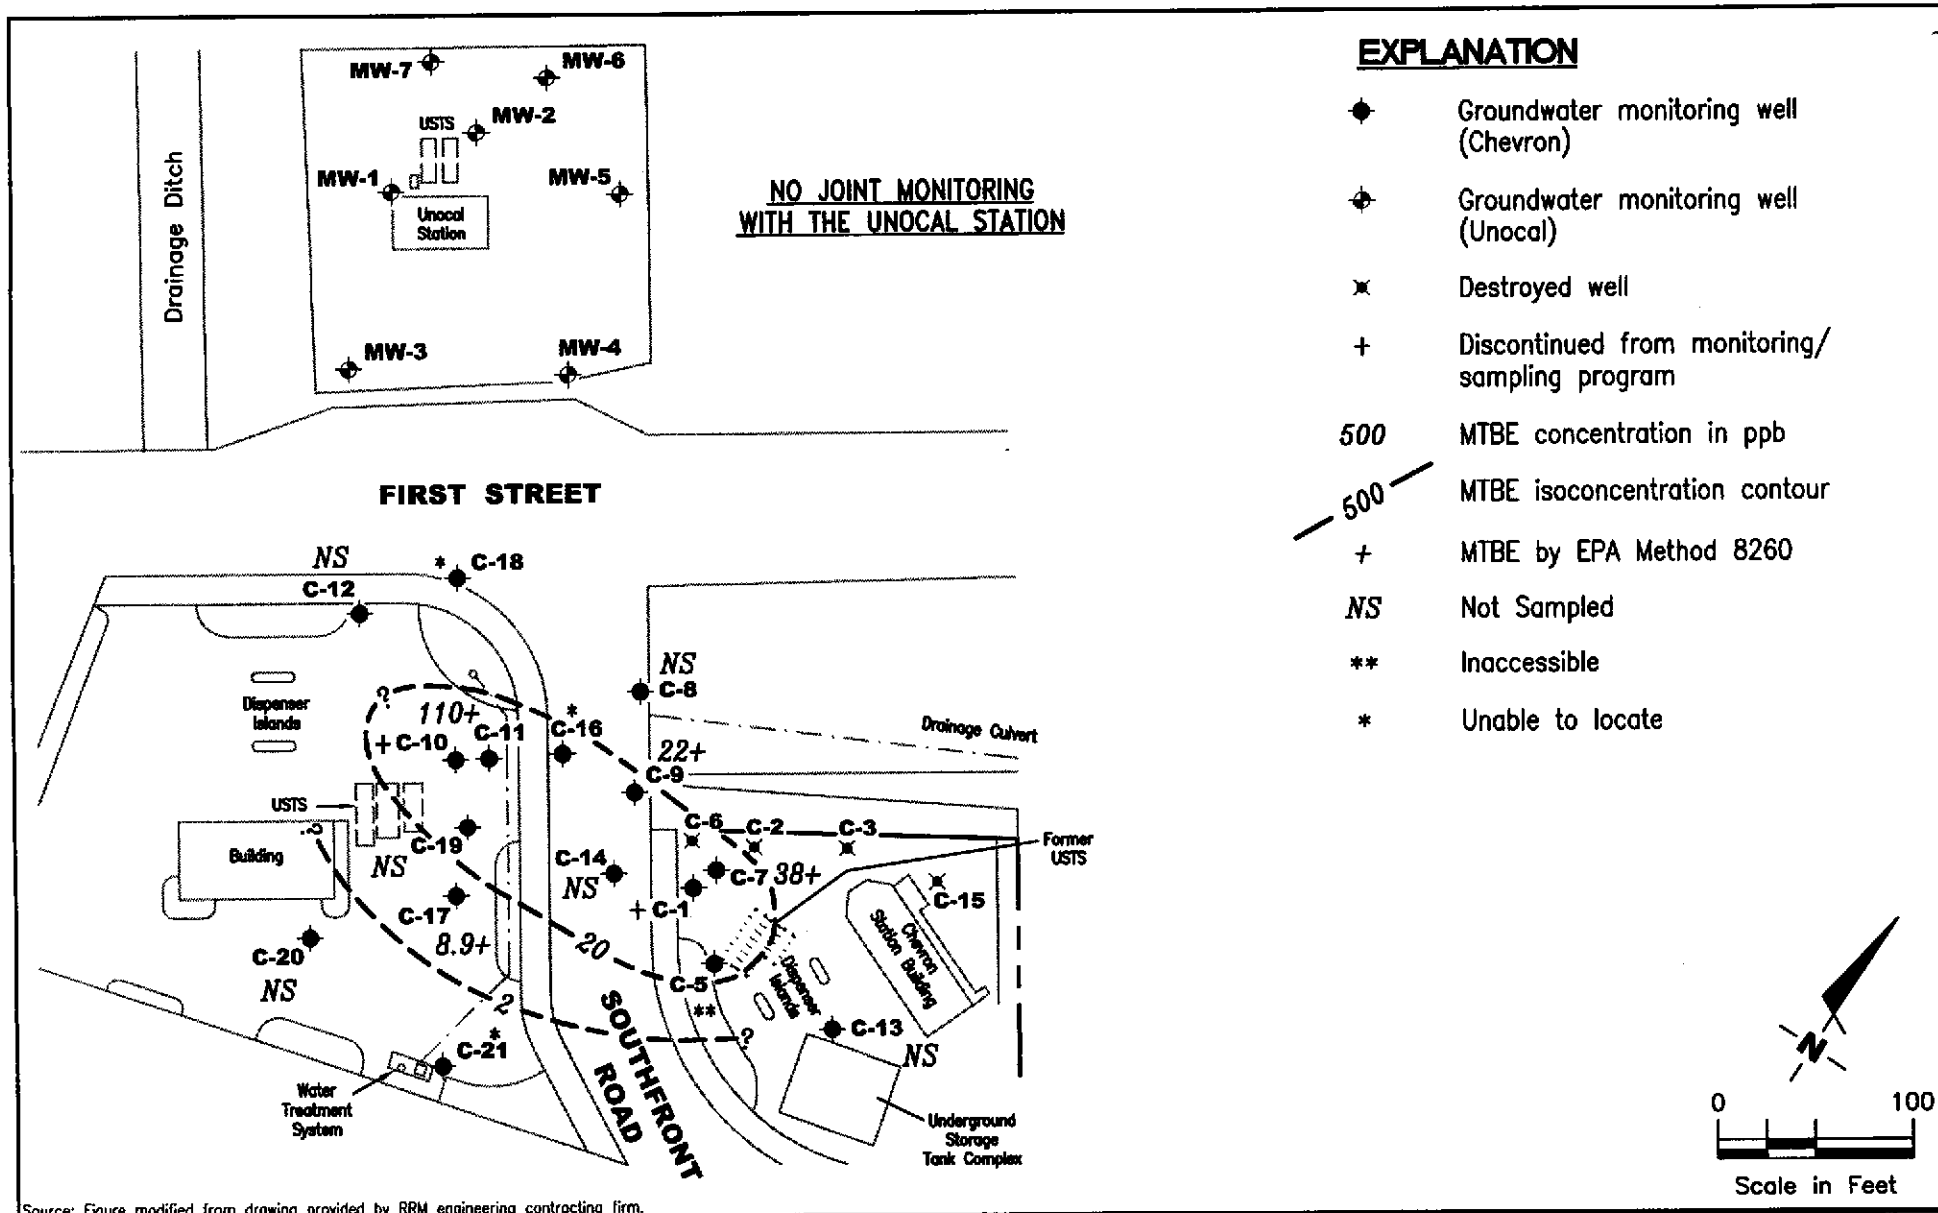 MW-7
MW-6
MW-2
USTS
MW-1
MW-5
Unocal
Station
Drainage Ditch
NO JOINT MONITORING
WITH THE UNOCAL STATION
MW-3
MW-4
FIRST STREET
NS
C-12
* C-18
NS
C-8
Dispenser
Islands
?
110+
C-10
C-11
*
C-16
Drainage Culvert
22+
C-9
USTS
?
Building
C-19
NS
C-6
C-2
C-3
Former
USTS
C-14
NS
C-7
38+
C-1
C-15
C-17
8.9+
20
C-20
NS
C-5
**
Dispenser
Islands
Chevron
Station Building
2
?
C-13
NS
C-21
*
SOUTHFRONT
ROAD
Water
Treatment
System
Underground
Storage
Tank Complex
EXPLANATION
Groundwater monitoring well
(Chevron)
Groundwater monitoring well
(Unocal)
Destroyed well
+ Discontinued from monitoring/
sampling program
500 MTBE concentration in ppb
500 MTBE isoconcentration contour
+ MTBE by EPA Method 8260
NS Not Sampled
** Inaccessible
* Unable to locate
N
0 100
Scale in Feet
Source: Figure modified from drawing provided by RRM engineering contracting firm.